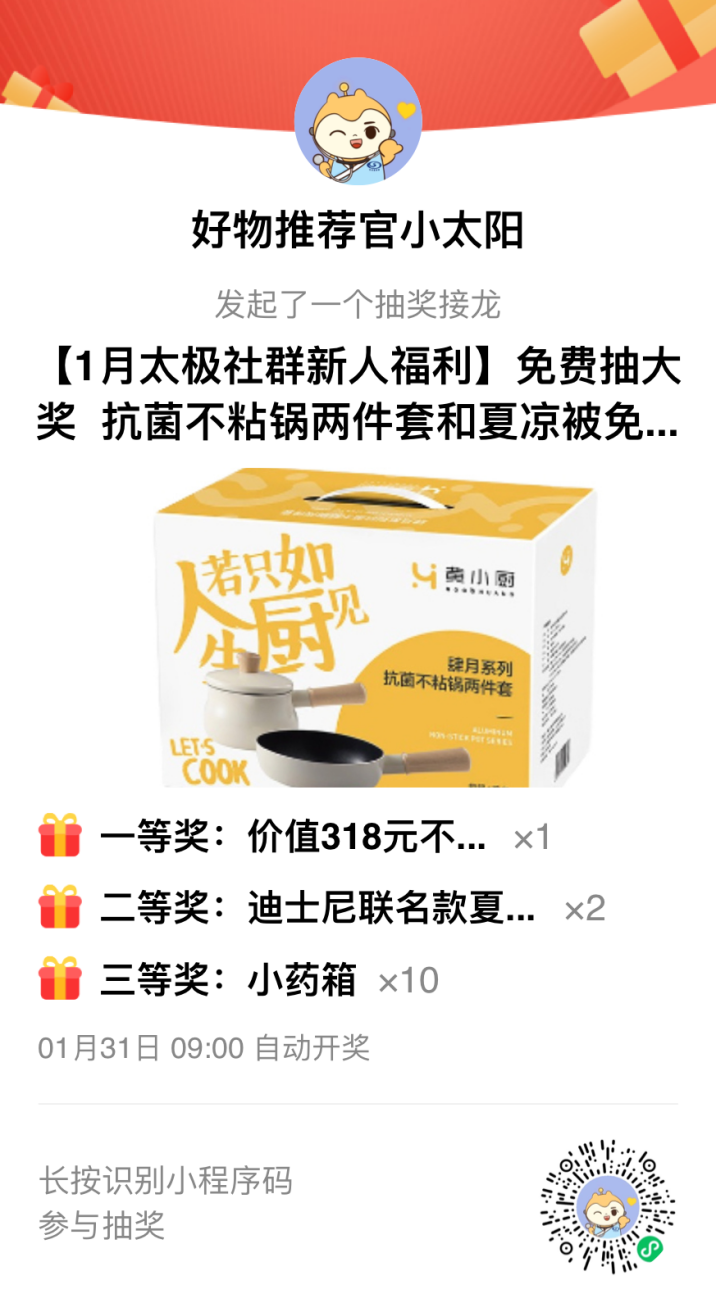 好物推荐官小太阳
发起了一个抽奖接龙
【1月太极社群新人福利】免费抽大
奖 抗菌不粘锅两件套和夏凉被免...
人生若只如厨见
黄小厨
肆月系列
抗菌不粘锅两件套
ALUMINUM
NON-STICK POT SERIES
LET'S
COOK
一等奖：价值318元不... ×1
二等奖：迪士尼联名款夏... ×2
三等奖：小药箱 ×10
01月31日 09:00 自动开奖
长按识别小程序码
参与抽奖